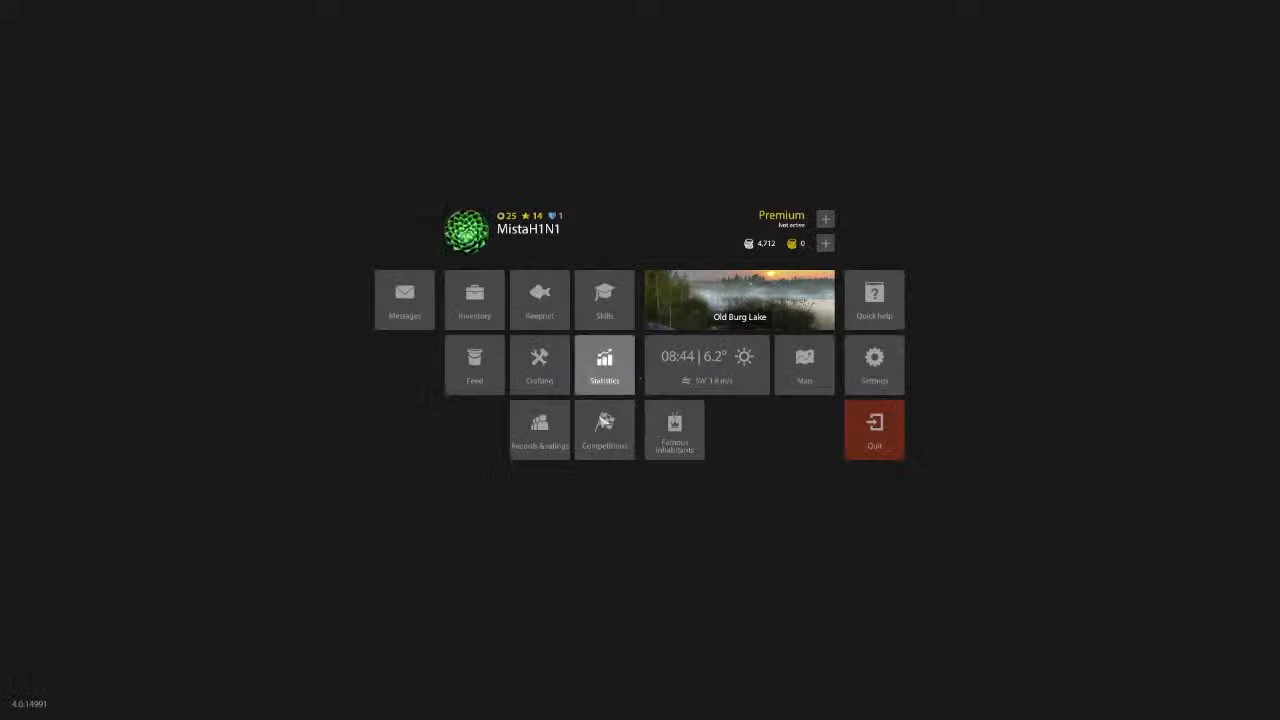 25 14 1
MistaH1N1
Premium
Not active
4,712 0
Messages
Inventory
Keepnet
Skills
Old Burg Lake
Quick help
Feed
Crafting
Statistics
08:44 | 6.2°
SW 1.8 m/s
Map
Settings
Records & ratings
Competitions
Famous
inhabitants
Quit
4.0.14991